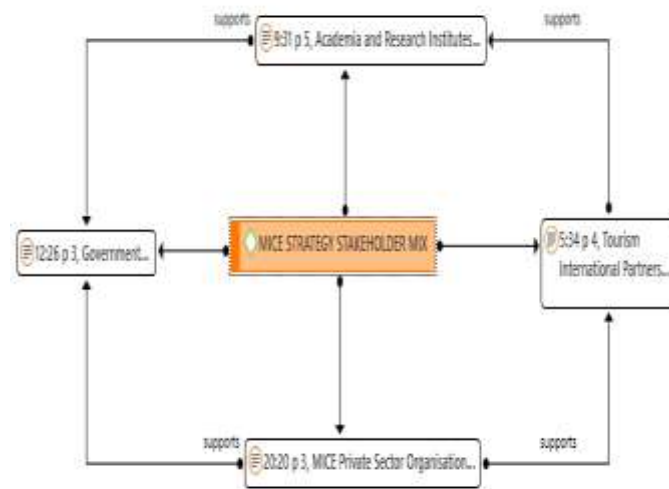 supports
supports
9:31 p 5, Academia and Research Institutes...
12:26 p 3, Government...
MICE STRATEGY STAKEHOLDER MIX
5:34 p 4, Tourism
International Partners...
supports
supports
20:20 p 3, MICE Private Sector Organisation...